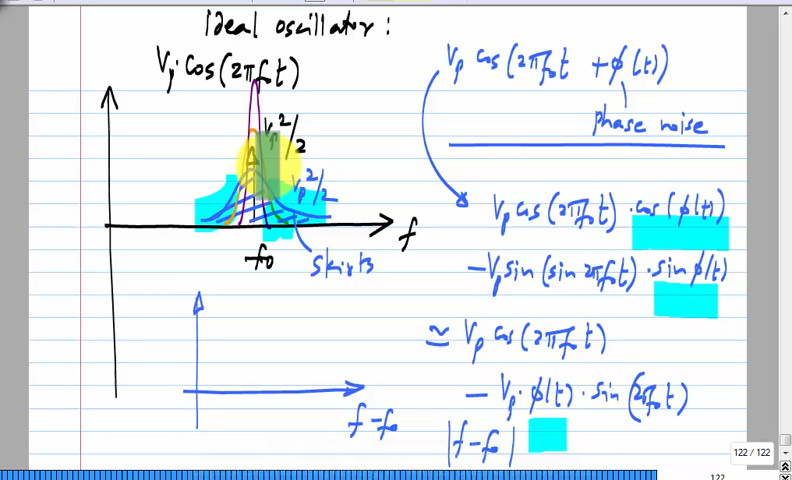 Ideal oscillator:
Vp·cos(2πf₀t)
Vp cos(2πf₀t + ϕ(t))
phase noise
Vp²/2
Vp²/2
Vp cos(2πf₀t)·cos(ϕ(t))
f
f₀
skirts
−Vp sin(sin 2πf₀t)·sin ϕ(t)
≃ Vp cos(2πf₀t)
− Vp·ϕ(t)·sin(2πf₀t)
f−f₀
|f−f₀|
122 / 122
122